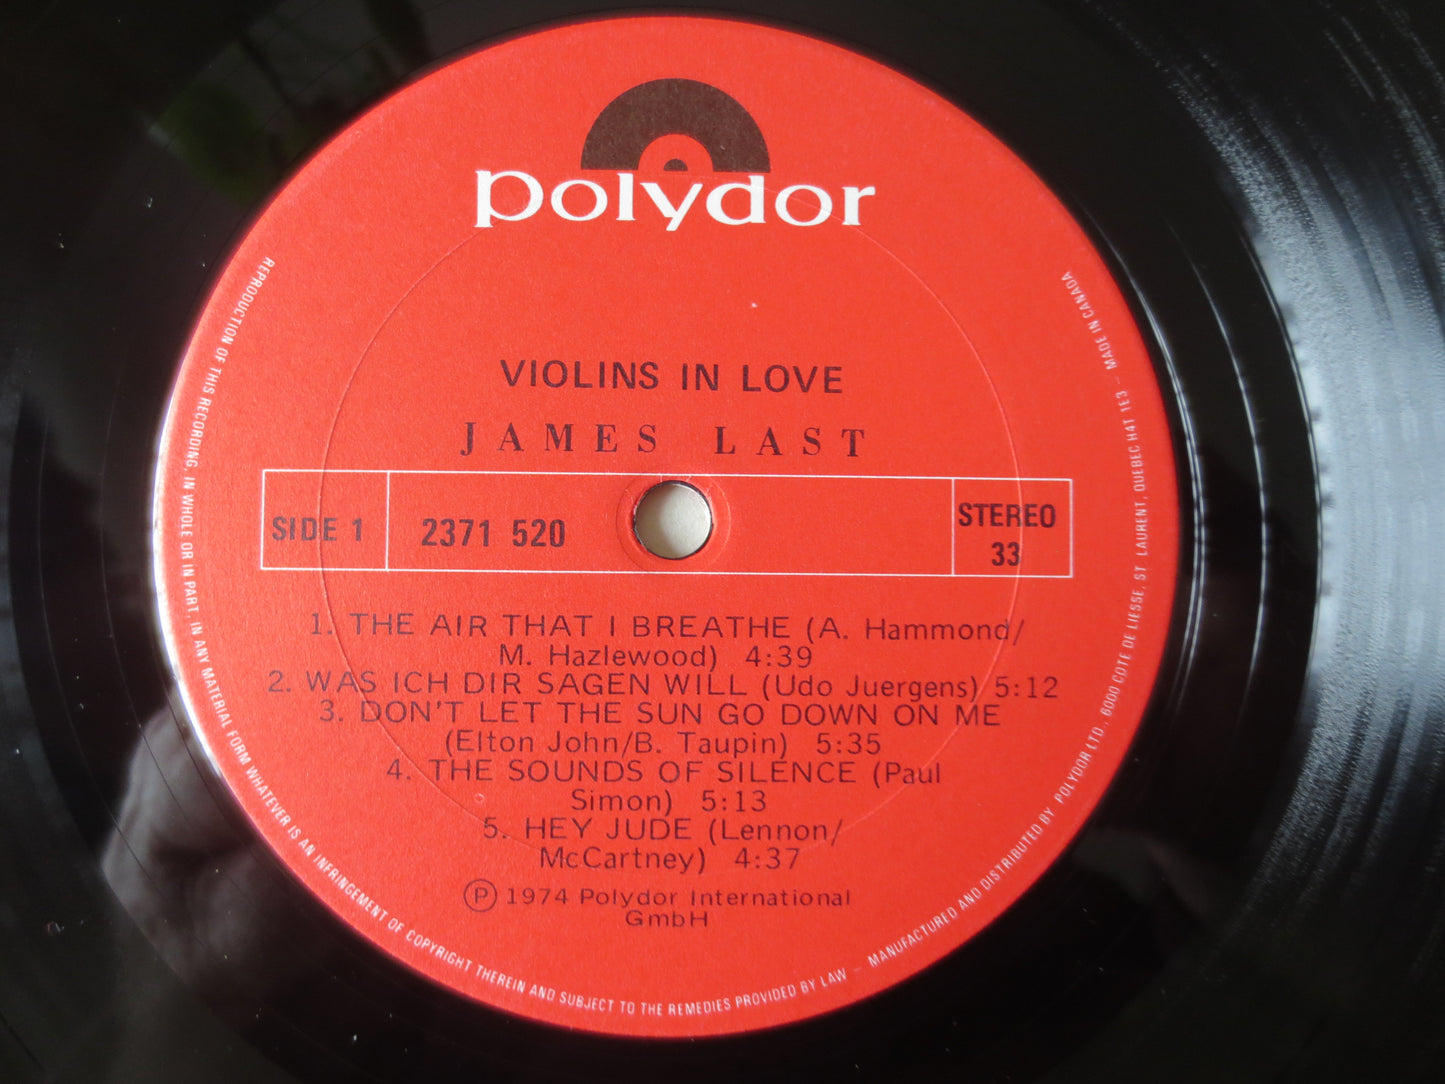 polydor
VIOLINS IN LOVE
JAMES LAST
SIDE 1 2371 520 STEREO
33
1. THE AIR THAT I BREATHE (A. Hammond/
M. Hazlewood) 4:39
2. WAS ICH DIR SAGEN WILL (Udo Juergens) 5:12
3. DON'T LET THE SUN GO DOWN ON ME
(Elton John/B. Taupin) 5:35
4. THE SOUNDS OF SILENCE (Paul
Simon) 5:13
5. HEY JUDE (Lennon/
McCartney) 4:37
Ⓟ 1974 Polydor International
GmbH
REPRODUCTION OF THIS RECORDING, IN WHOLE OR IN PART, IN ANY MATERIAL FORM WHATEVER IS AN INFRINGEMENT OF COPYRIGHT THEREIN AND SUBJECT TO THE REMEDIES PROVIDED BY LAW — MANUFACTURED AND DISTRIBUTED BY POLYDOR LTD., 6000 COTE DE LIESSE, ST LAURENT, QUEBEC H4T 1E3 — MADE IN CANADA